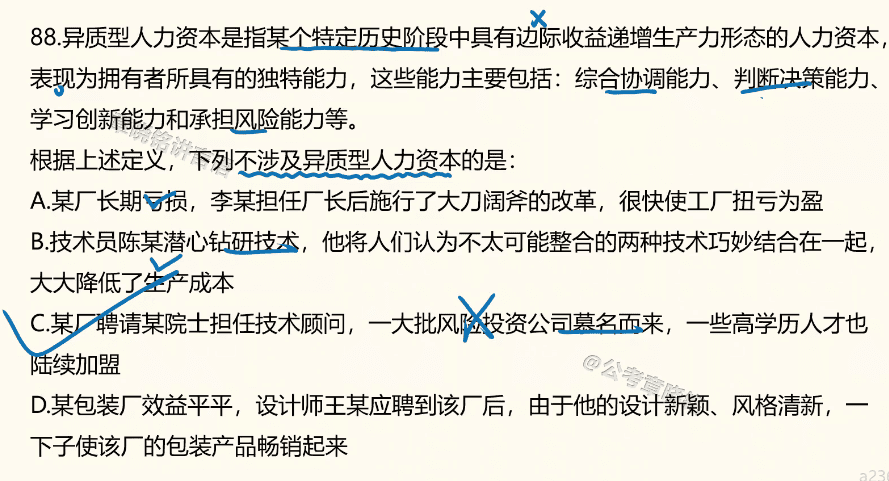 88.异质型人力资本是指某个特定历史阶段中具有边际收益递增生产力形态的人力资本，
表现为拥有者所具有的独特能力，这些能力主要包括：综合协调能力、判断决策能力、
学习创新能力和承担风险能力等。
根据上述定义，下列不涉及异质型人力资本的是：
A.某厂长期亏损，李某担任厂长后施行了大刀阔斧的改革，很快使工厂扭亏为盈
B.技术员陈某潜心钻研技术，他将人们认为不太可能整合的两种技术巧妙结合在一起，
大大降低了生产成本
C.某厂聘请某院士担任技术顾问，一大批风险投资公司慕名而来，一些高学历人才也
陆续加盟
@公考
D.某包装厂效益平平，设计师王某应聘到该厂后，由于他的设计新颖、风格清新，一
下子使该厂的包装产品畅销起来